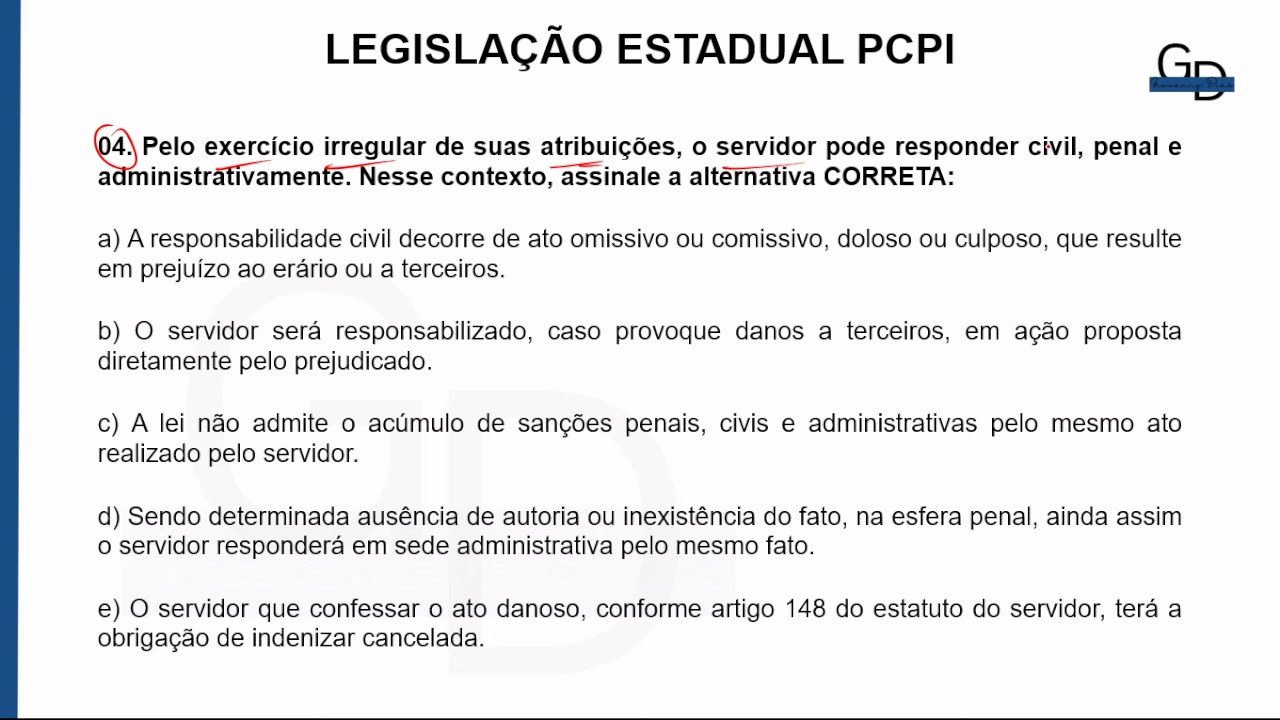 LEGISLAÇÃO ESTADUAL PCPI
GD
04. Pelo exercício irregular de suas atribuições, o servidor pode responder civil, penal e
administrativamente. Nesse contexto, assinale a alternativa CORRETA:
a) A responsabilidade civil decorre de ato omissivo ou comissivo, doloso ou culposo, que resulte
em prejuízo ao erário ou a terceiros.
b) O servidor será responsabilizado, caso provoque danos a terceiros, em ação proposta
diretamente pelo prejudicado.
c) A lei não admite o acúmulo de sanções penais, civis e administrativas pelo mesmo ato
realizado pelo servidor.
d) Sendo determinada ausência de autoria ou inexistência do fato, na esfera penal, ainda assim
o servidor responderá em sede administrativa pelo mesmo fato.
e) O servidor que confessar o ato danoso, conforme artigo 148 do estatuto do servidor, terá a
obrigação de indenizar cancelada.